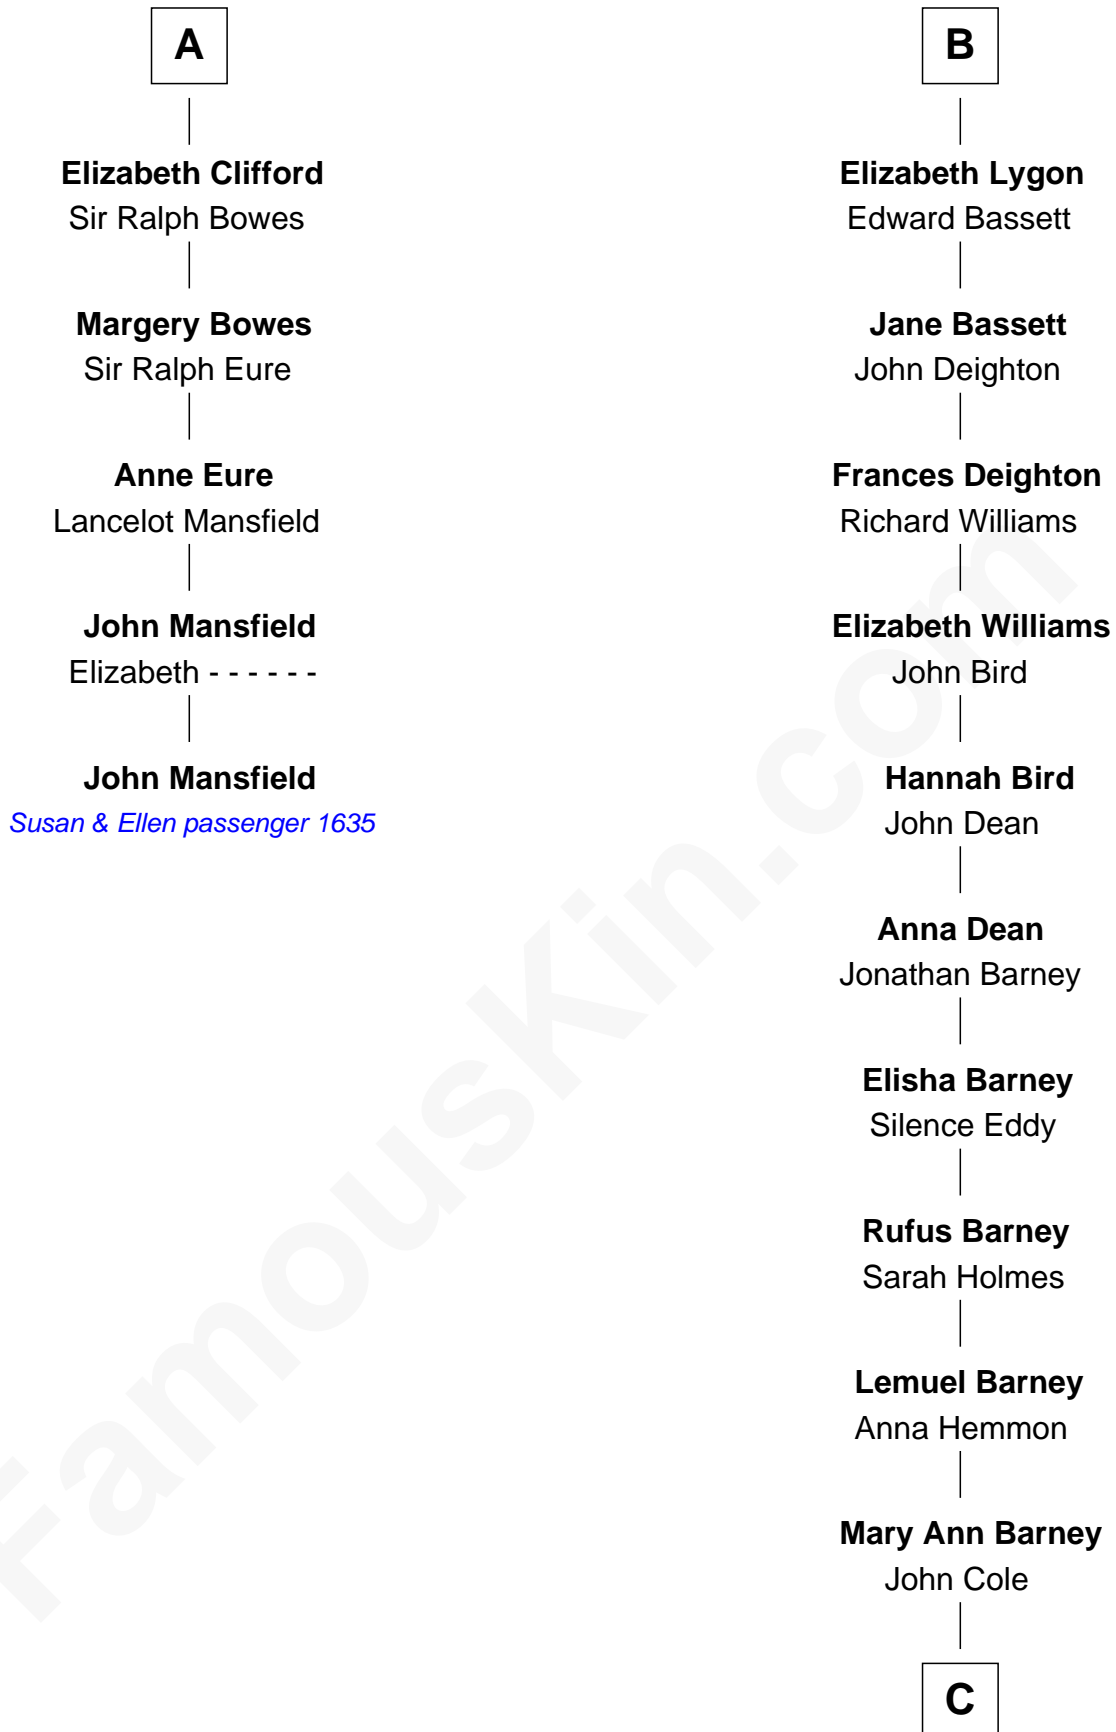 A
Elizabeth Clifford
Sir Ralph Bowes
Margery Bowes
Sir Ralph Eure
Anne Eure
Lancelot Mansfield
John Mansfield
Elizabeth - - - - - -
John Mansfield
Susan & Ellen passenger 1635
B
Elizabeth Lygon
Edward Bassett
Jane Bassett
John Deighton
Frances Deighton
Richard Williams
Elizabeth Williams
John Bird
Hannah Bird
John Dean
Anna Dean
Jonathan Barney
Elisha Barney
Silence Eddy
Rufus Barney
Sarah Holmes
Lemuel Barney
Anna Hemmon
Mary Ann Barney
John Cole
C
FamousKin.com